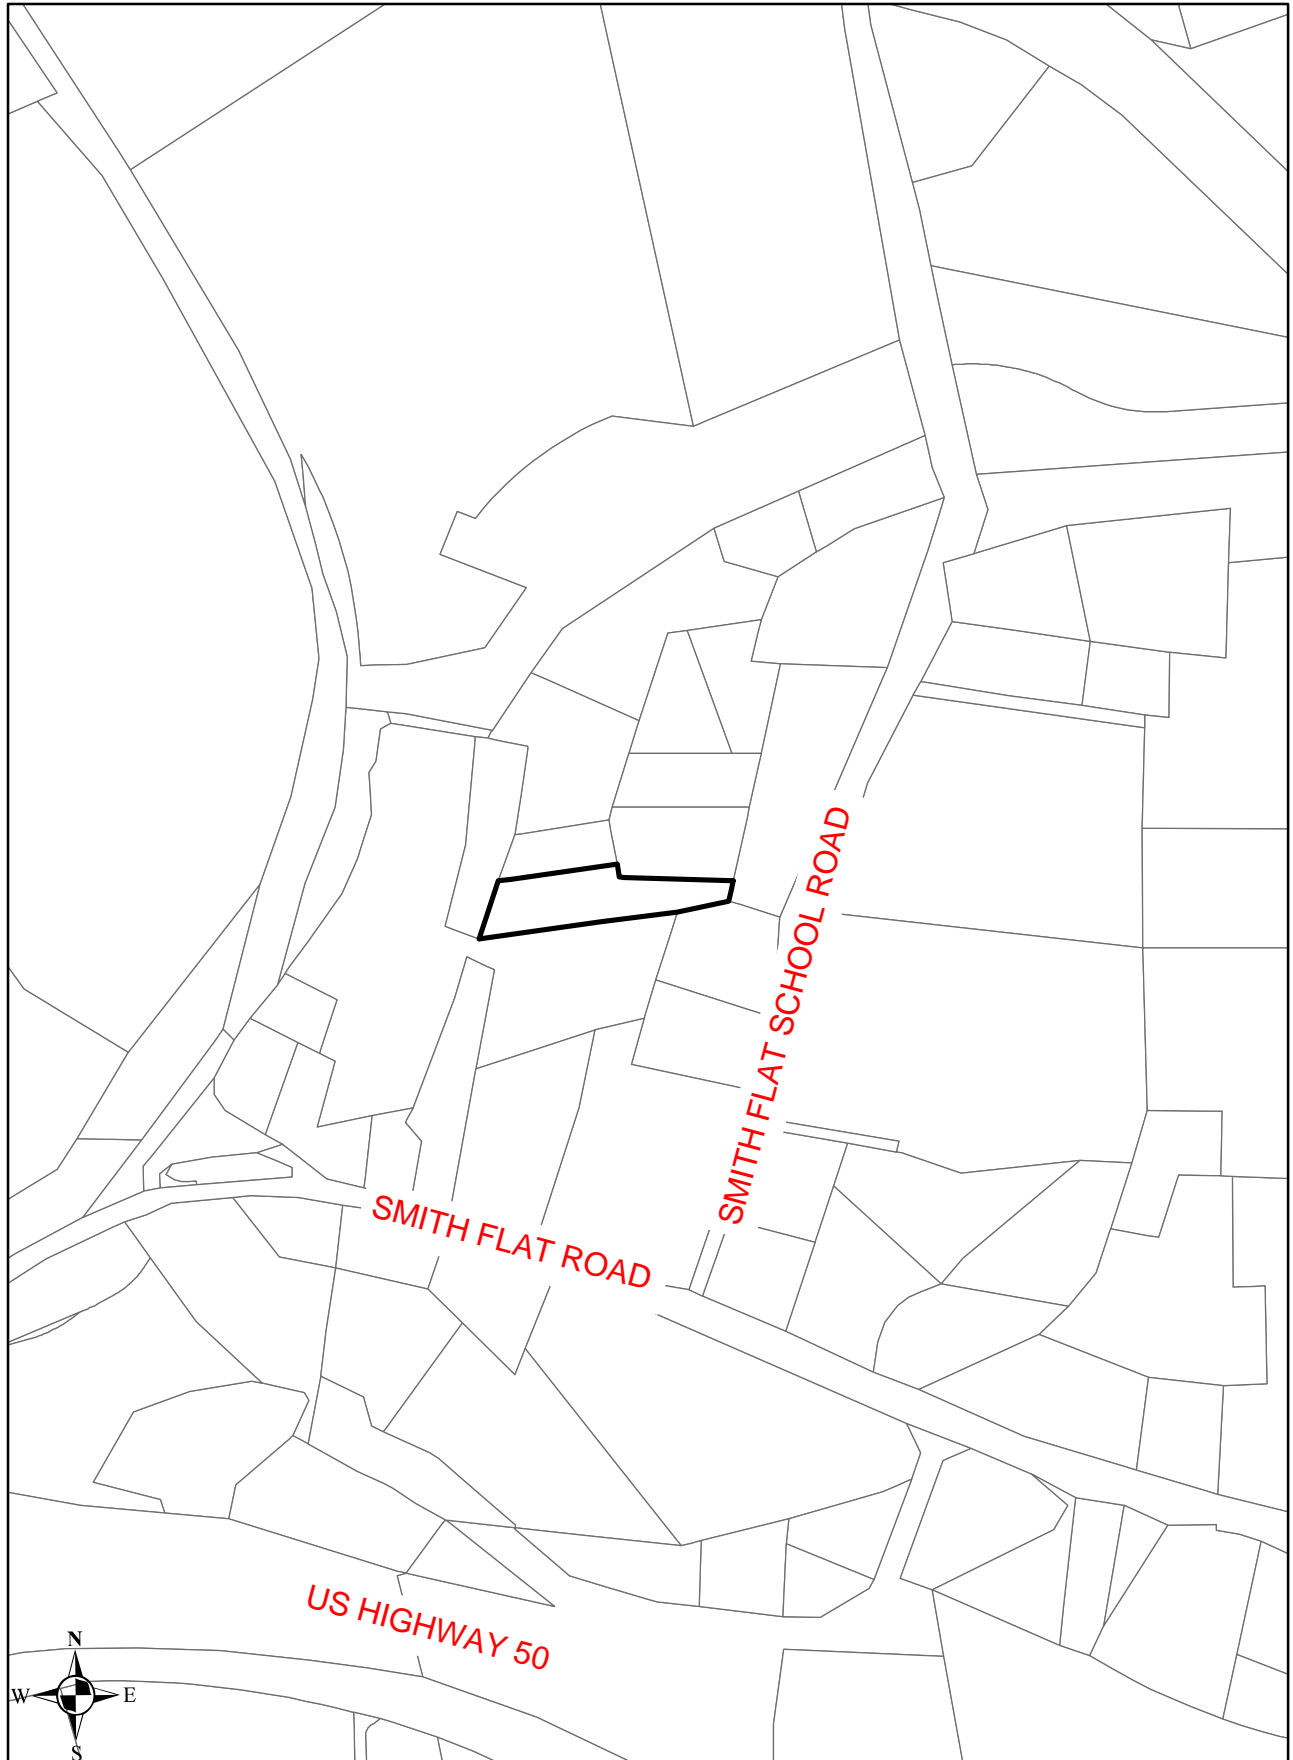 SMITH FLAT SCHOOL ROAD
SMITH FLAT ROAD
US HIGHWAY 50
N
W E
S